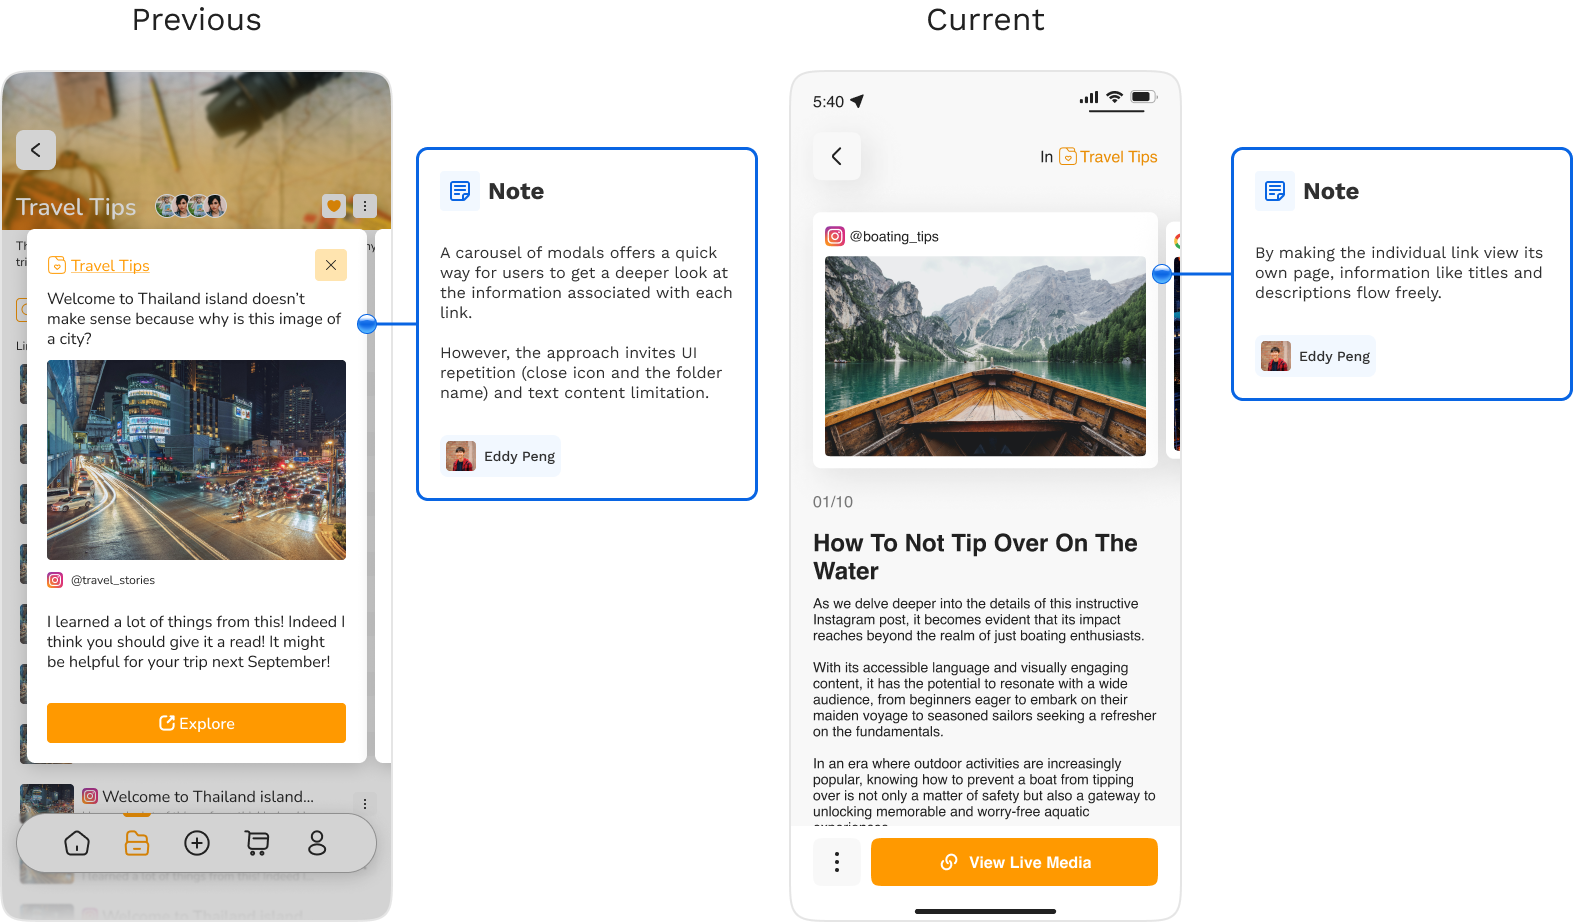 Previous
Current
Travel Tips
Travel Tips
Welcome to Thailand island doesn't
make sense because why is this image of
a city?
@travel_stories
I learned a lot of things from this! Indeed I
think you should give it a read! It might
be helpful for your trip next September!
Explore
Welcome to Thailand island...
Note
A carousel of modals offers a quick
way for users to get a deeper look at
the information associated with each
link.
However, the approach invites UI
repetition (close icon and the folder
name) and text content limitation.
Eddy Peng
5:40
In Travel Tips
@boating_tips
01/10
How To Not Tip Over On The
Water
As we delve deeper into the details of this instructive
Instagram post, it becomes evident that its impact
reaches beyond the realm of just boating enthusiasts.
With its accessible language and visually engaging
content, it has the potential to resonate with a wide
audience, from beginners eager to embark on their
maiden voyage to seasoned sailors seeking a refresher
on the fundamentals.
In an era where outdoor activities are increasingly
popular, knowing how to prevent a boat from tipping
over is not only a matter of safety but also a gateway to
unlocking memorable and worry-free aquatic
View Live Media
Note
By making the individual link view its
own page, information like titles and
descriptions flow freely.
Eddy Peng